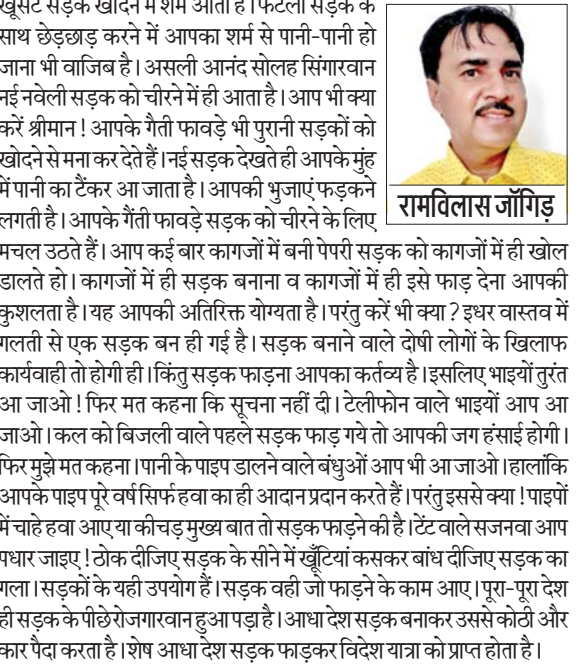 खूसट सड़क खोदने में शर्म आती है। फटेली सड़क के
साथ छेड़छाड़ करने में आपका शर्म से पानी-पानी हो
जाना भी वाजिब है। असली आनंद सोलह सिंगारवान
नई नवेली सड़क को चीरने में ही आता है। आप भी क्या
करें श्रीमान ! आपके गैती फावड़े भी पुरानी सड़कों को
खोदने से मना कर देते हैं। नई सड़क देखते ही आपके मुंह
में पानी का टैंकर आ जाता है। आपकी भुजाएं फड़कने
लगती है। आपके गैंती फावड़े सड़क को चीरने के लिए
रामविलास जॉंगिड़
मचल उठते हैं। आप कई बार कागजों में बनी पेपरी सड़क को कागजों में ही खोल
डालते हो। कागजों में ही सड़क बनाना व कागजों में ही इसे फाड़ देना आपकी
कुशलता है। यह आपकी अतिरिक्त योग्यता है। परंतु करें भी क्या ? इधर वास्तव में
गलती से एक सड़क बन ही गई है। सड़क बनाने वाले दोषी लोगों के खिलाफ
कार्यवाही तो होगी ही। किंतु सड़क फाड़ना आपका कर्तव्य है। इसलिए भाइयों तुरंत
आ जाओ ! फिर मत कहना कि सूचना नहीं दी। टेलीफोन वाले भाइयों आप आ
जाओ। कल को बिजली वाले पहले सड़क फाड़ गये तो आपकी जग हंसाई होगी।
फिर मुझे मत कहना। पानी के पाइप डालने वाले बंधुओं आप भी आ जाओ। हालांकि
आपके पाइप पूरे वर्ष सिर्फ हवा का ही आदान प्रदान करते हैं। परंतु इससे क्या ! पाइपों
में चाहे हवा आए या कीचड़ मुख्य बात तो सड़क फाड़ने की है। टेंट वाले सजनवा आप
पधार जाइए ! ठोक दीजिए सड़क के सीने में खूँटियां कसकर बांध दीजिए सड़क का
गला। सड़कों के यही उपयोग हैं। सड़क वही जो फाड़ने के काम आए। पूरा-पूरा देश
ही सड़क के पीछे रोजगारवान हुआ पड़ा है। आधा देश सड़क बनाकर उससे कोठी और
कार पैदा करता है। शेष आधा देश सड़क फाड़कर विदेश यात्रा को प्राप्त होता है।